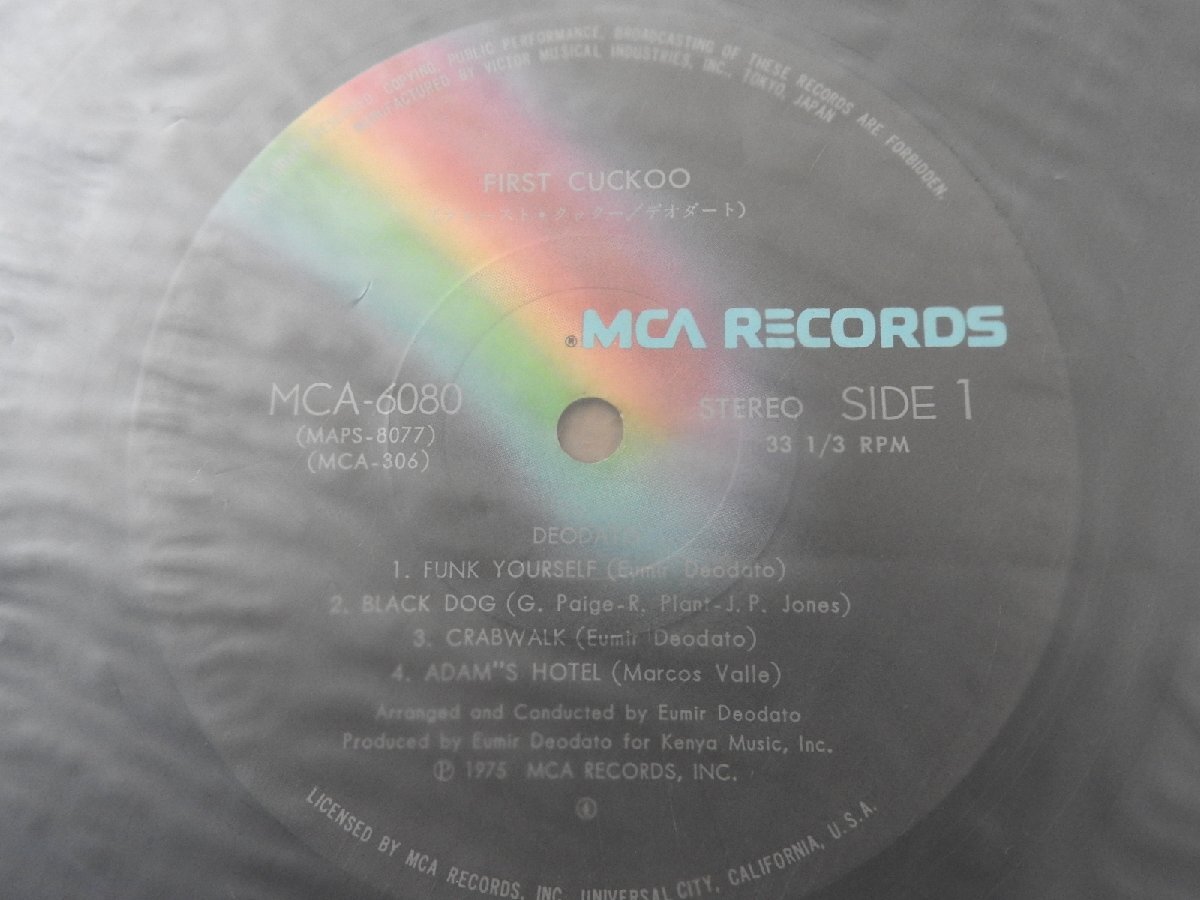 COPYING, PUBLIC PERFORMANCE, BROADCASTING OF THESE RECORDS ARE FORBIDDEN.
MANUFACTURED BY VICTOR MUSICAL INDUSTRIES, INC., TOKYO, JAPAN
FIRST CUCKOO
(ファースト・クックー/デオダート)
® MCA RECORDS
MCA-6080
(MAPS-8077)
(MCA-306)
STEREO SIDE 1
33 1/3 RPM
DEODATO
1. FUNK YOURSELF (Eumir Deodato)
2. BLACK DOG (G. Paige-R. Plant-J. P. Jones)
3. CRABWALK (Eumir Deodato)
4. ADAM"S HOTEL (Marcos Valle)
Arranged and Conducted by Eumir Deodato
Produced by Eumir Deodato for Kenya Music, Inc.
℗ 1975 MCA RECORDS, INC.
④
LICENSED BY MCA RECORDS, INC. UNIVERSAL CITY, CALIFORNIA, U.S.A.